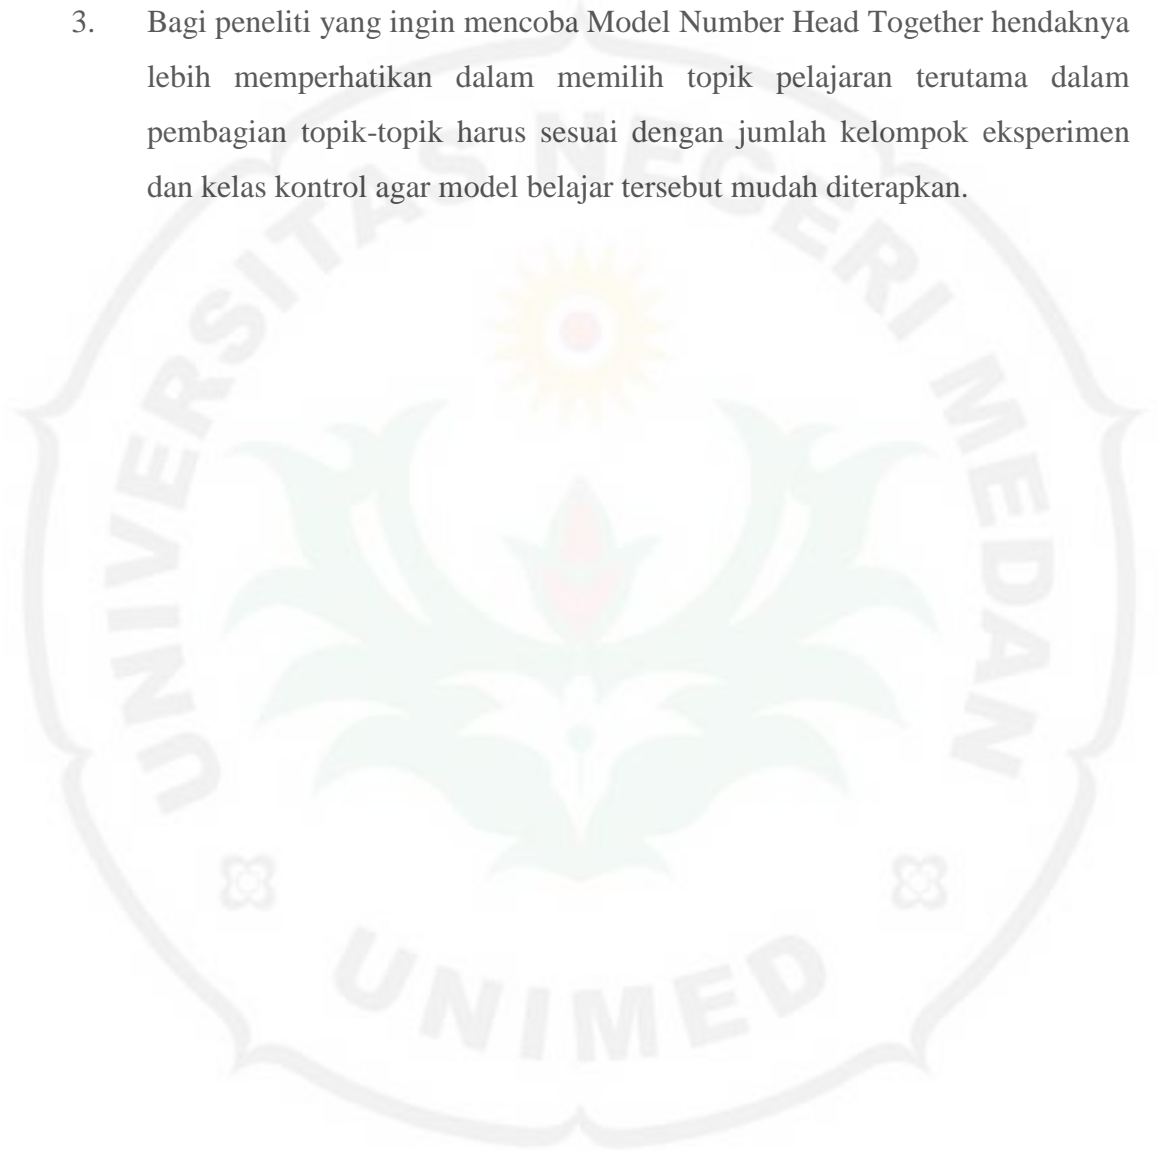 3. Bagi peneliti yang ingin mencoba Model Number Head Together hendaknya
lebih memperhatikan dalam memilih topik pelajaran terutama dalam
pembagian topik-topik harus sesuai dengan jumlah kelompok eksperimen
dan kelas kontrol agar model belajar tersebut mudah diterapkan.
UNIVERSITAS NEGERI MEDAN
UNIMED